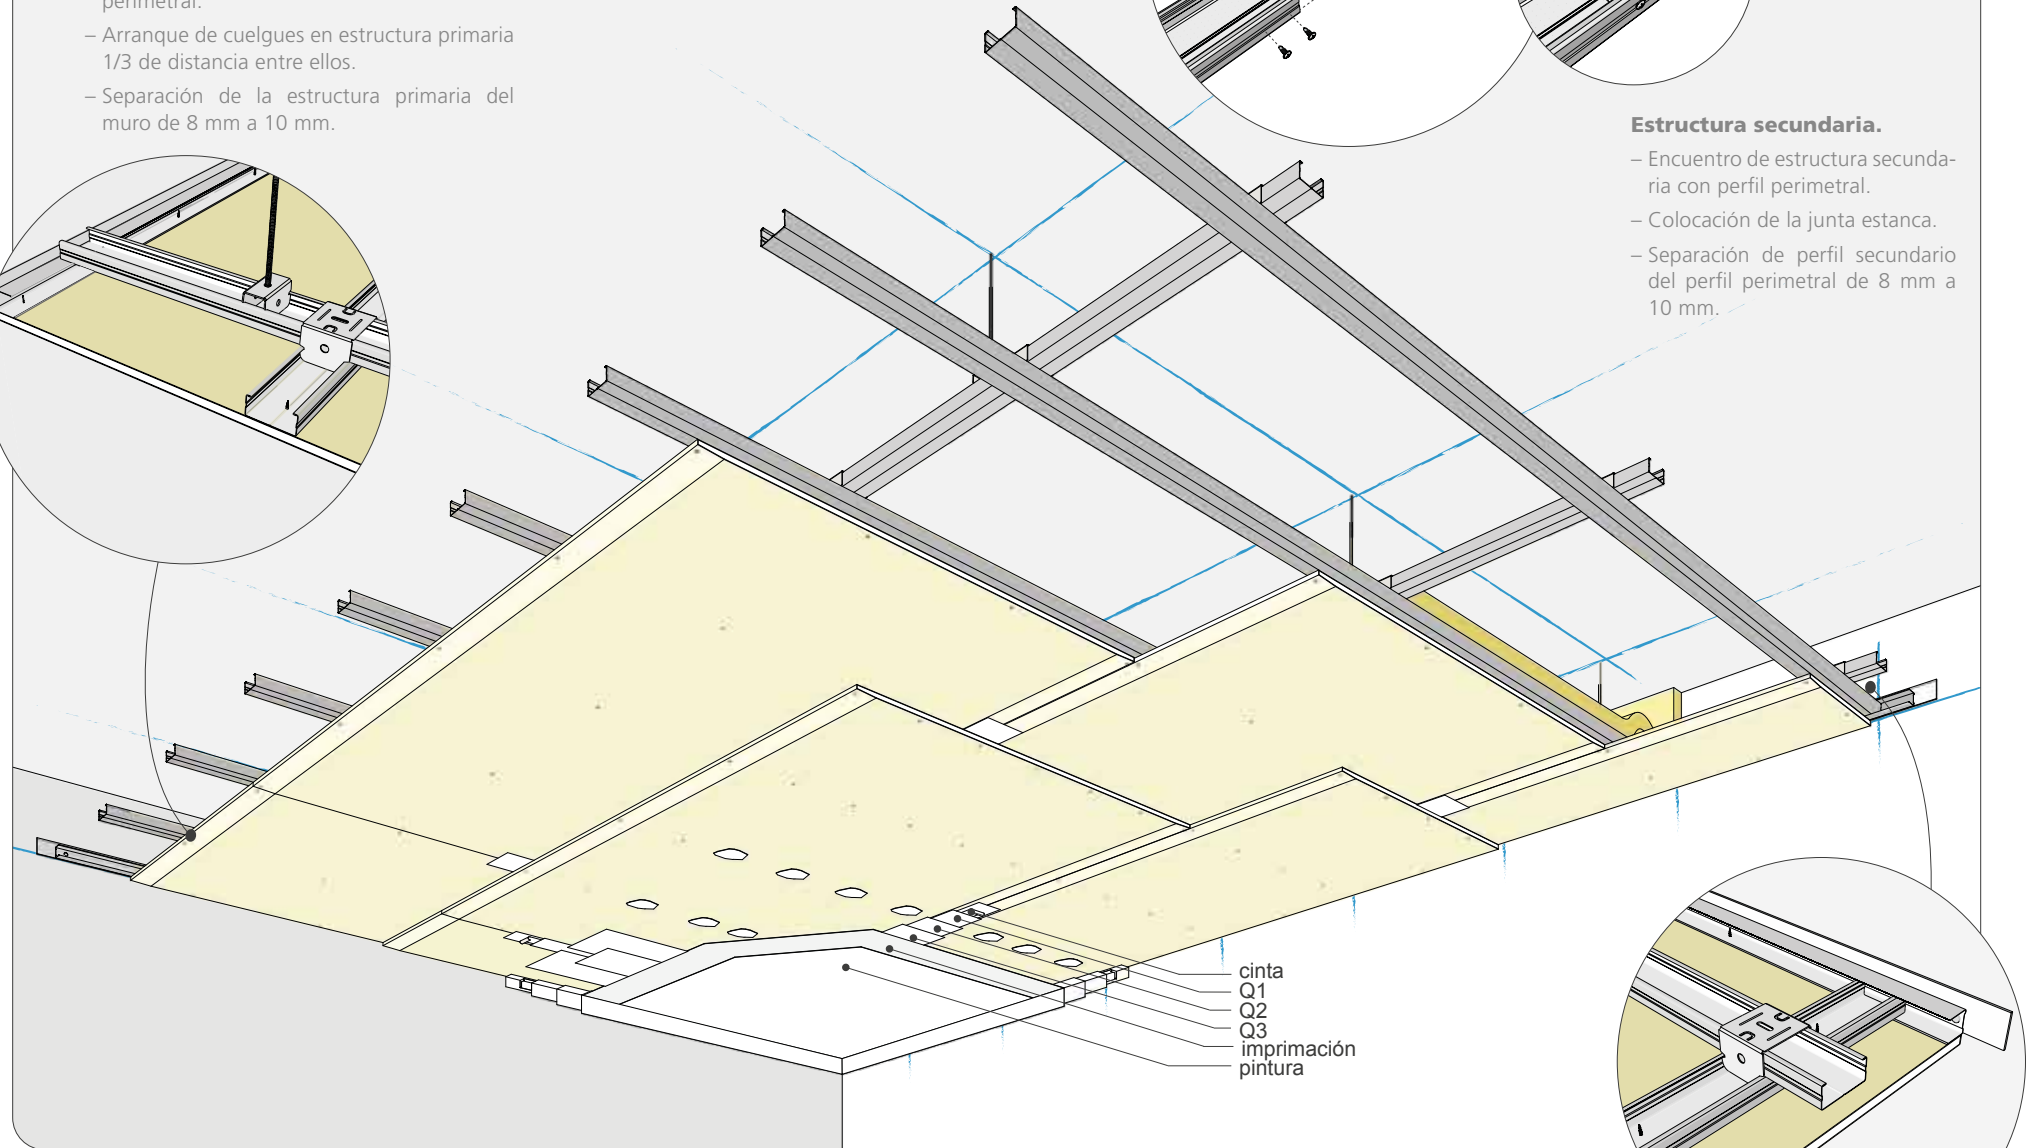 perimetral.
– Arranque de cuelgues en estructura primaria
1/3 de distancia entre ellos.
– Separación de la estructura primaria del
muro de 8 mm a 10 mm.
Estructura secundaria.
– Encuentro de estructura secunda-
ria con perfil perimetral.
– Colocación de la junta estanca.
– Separación de perfil secundario
del perfil perimetral de 8 mm a
10 mm.
cinta
Q1
Q2
Q3
imprimación
pintura